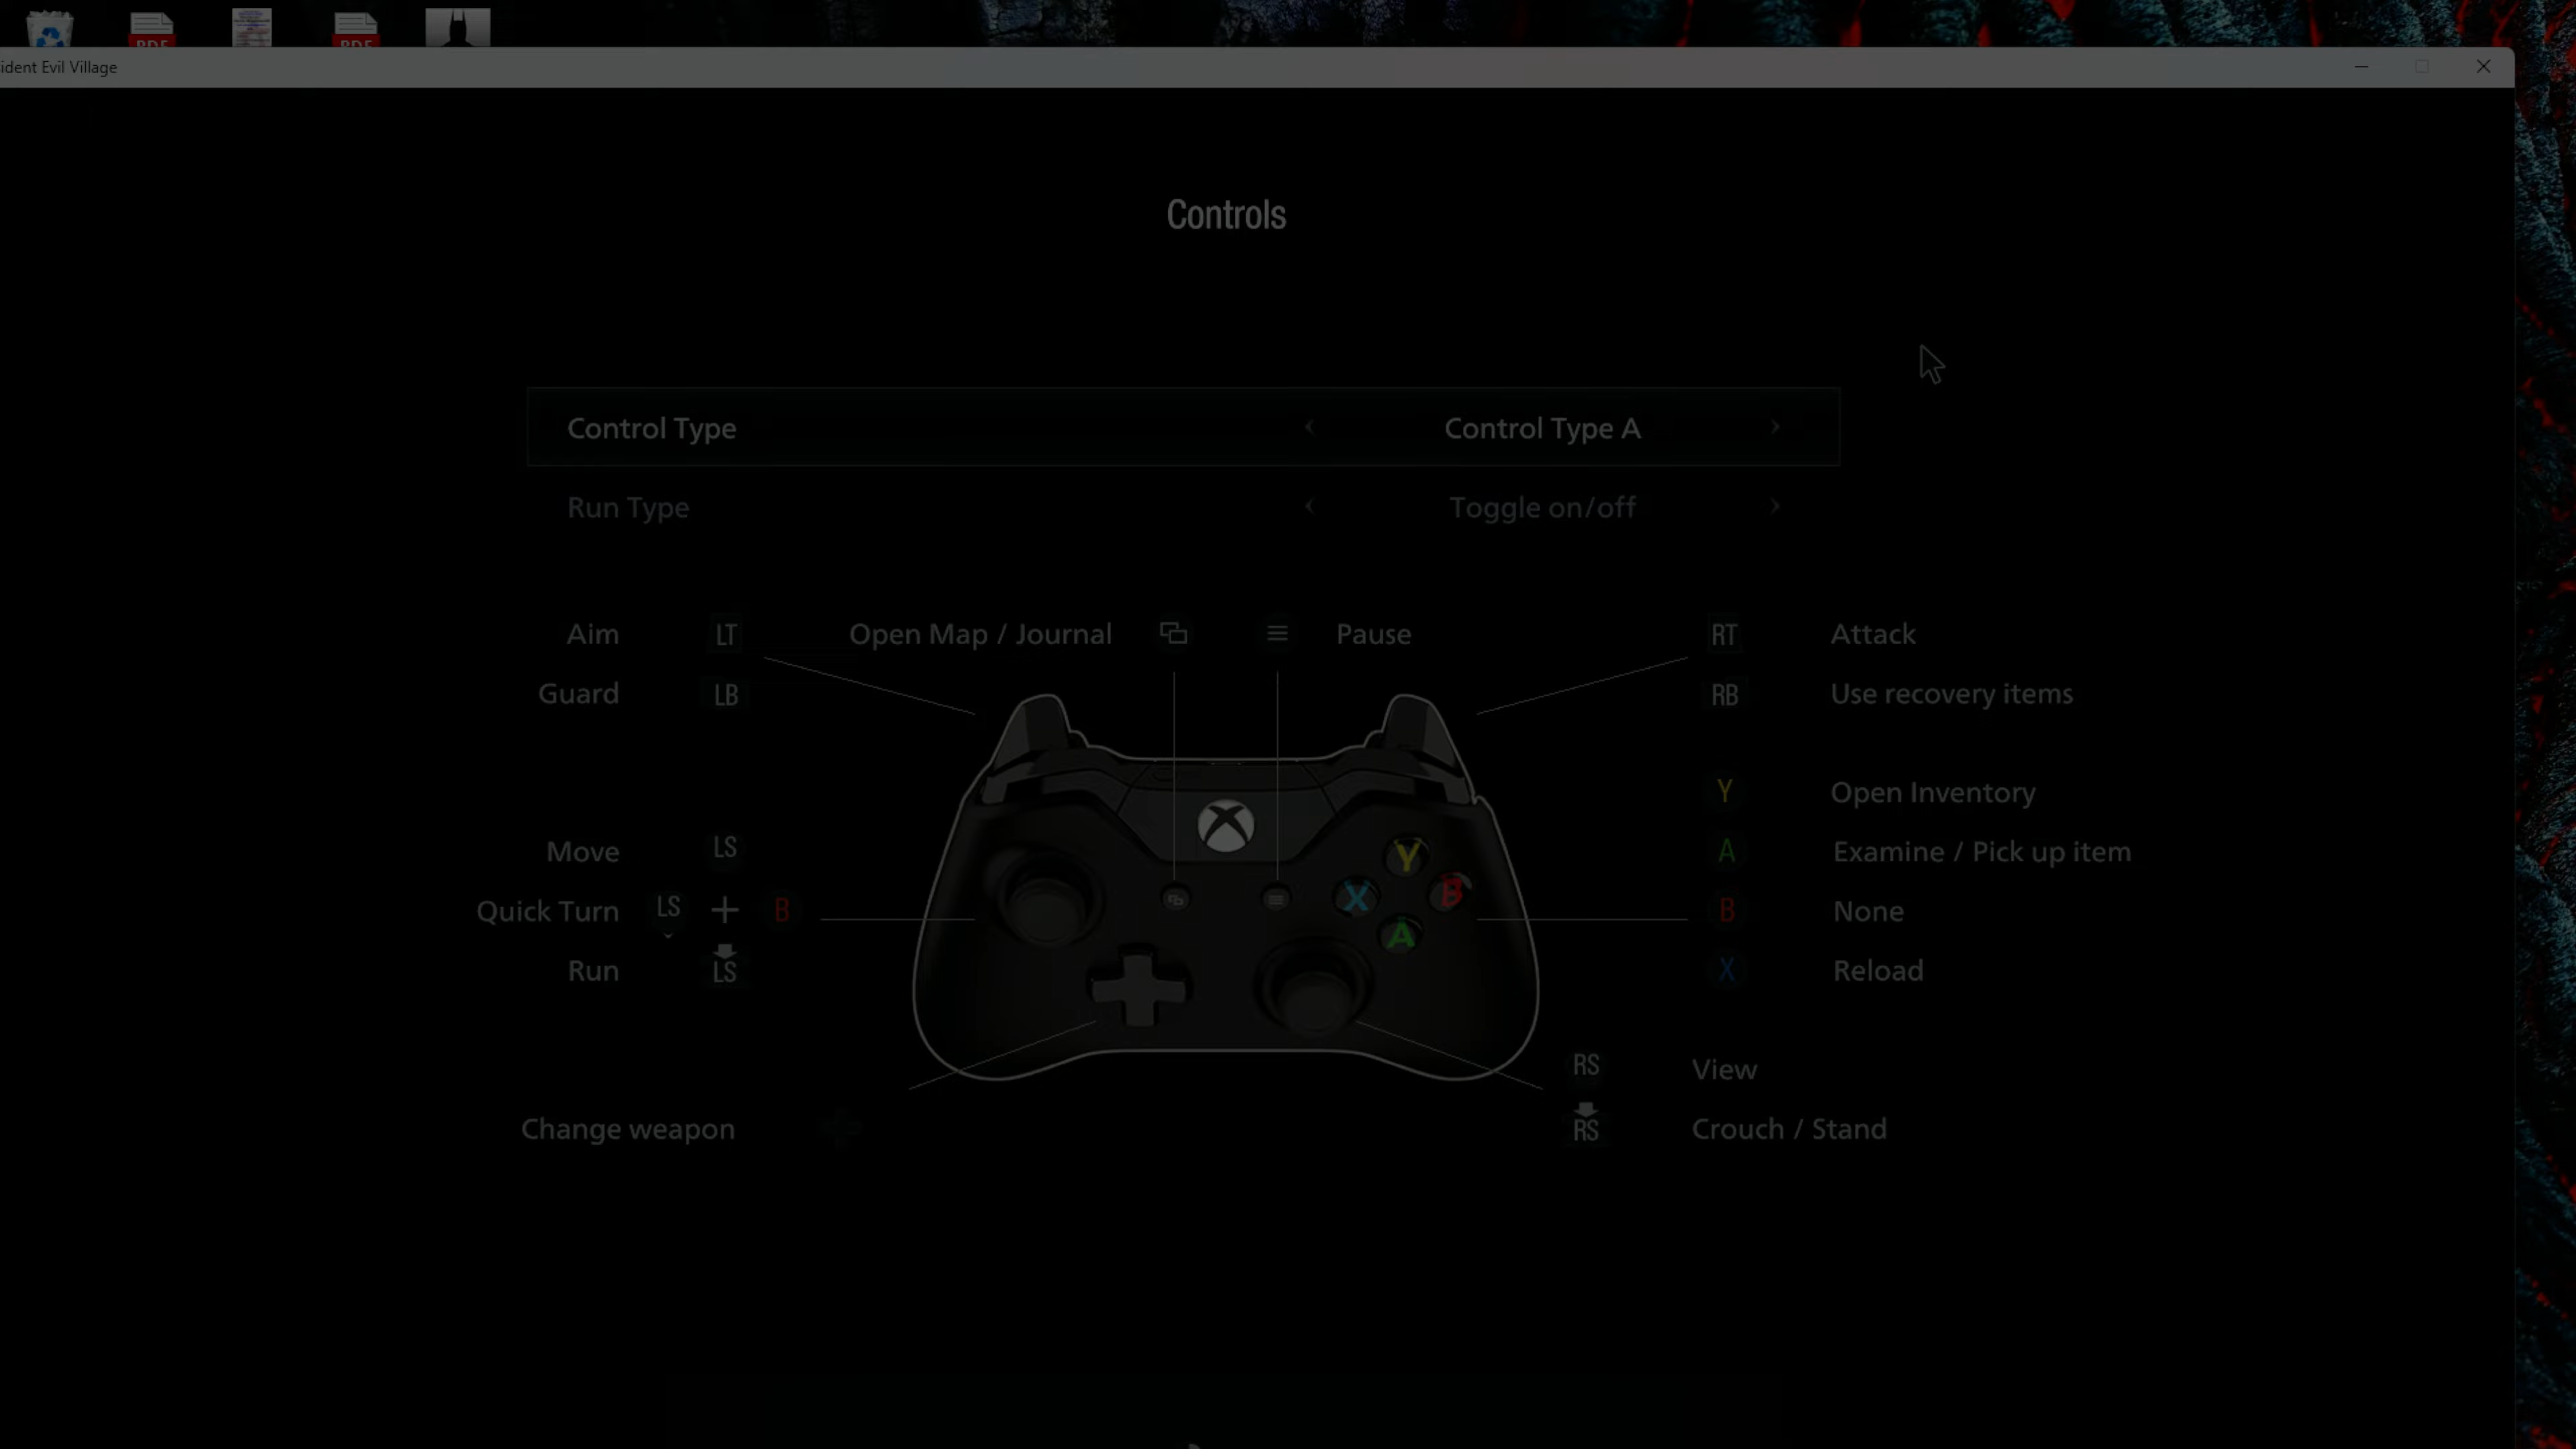 PDF
PDF
ident Evil Village
Controls
Control Type
Control Type A
Run Type
Toggle on/off
Aim LT
Open Map / Journal
Pause
RT Attack
Guard LB
RB Use recovery items
Y Open Inventory
Move LS
A Examine / Pick up item
Quick Turn LS + B
B None
Run LS
X Reload
Y
X
B
A
RS View
Change weapon
RS Crouch / Stand